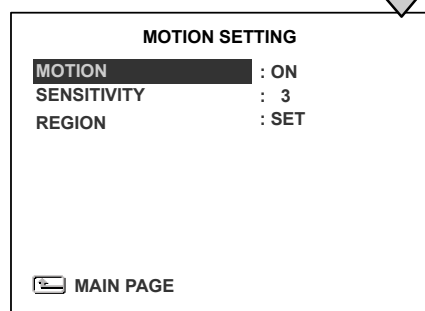 MOTION SETTING
MOTION : ON
SENSITIVITY : 3
REGION : SET
MAIN PAGE